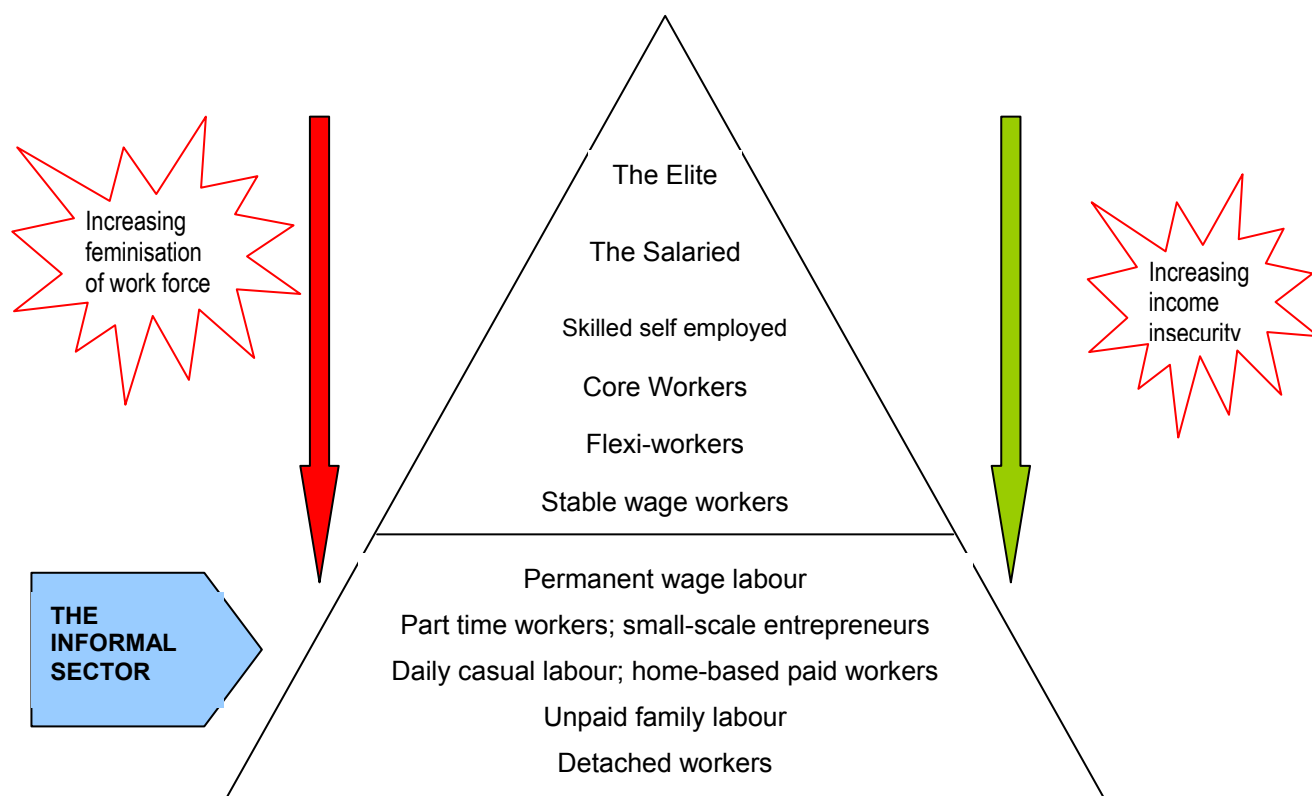 The Elite
The Salaried
Skilled self employed
Core Workers
Flexi-workers
Stable wage workers
Increasing
feminisation
of work force
Increasing
income
insecurity
THE
INFORMAL
SECTOR
Permanent wage labour
Part time workers; small-scale entrepreneurs
Daily casual labour; home-based paid workers
Unpaid family labour
Detached workers